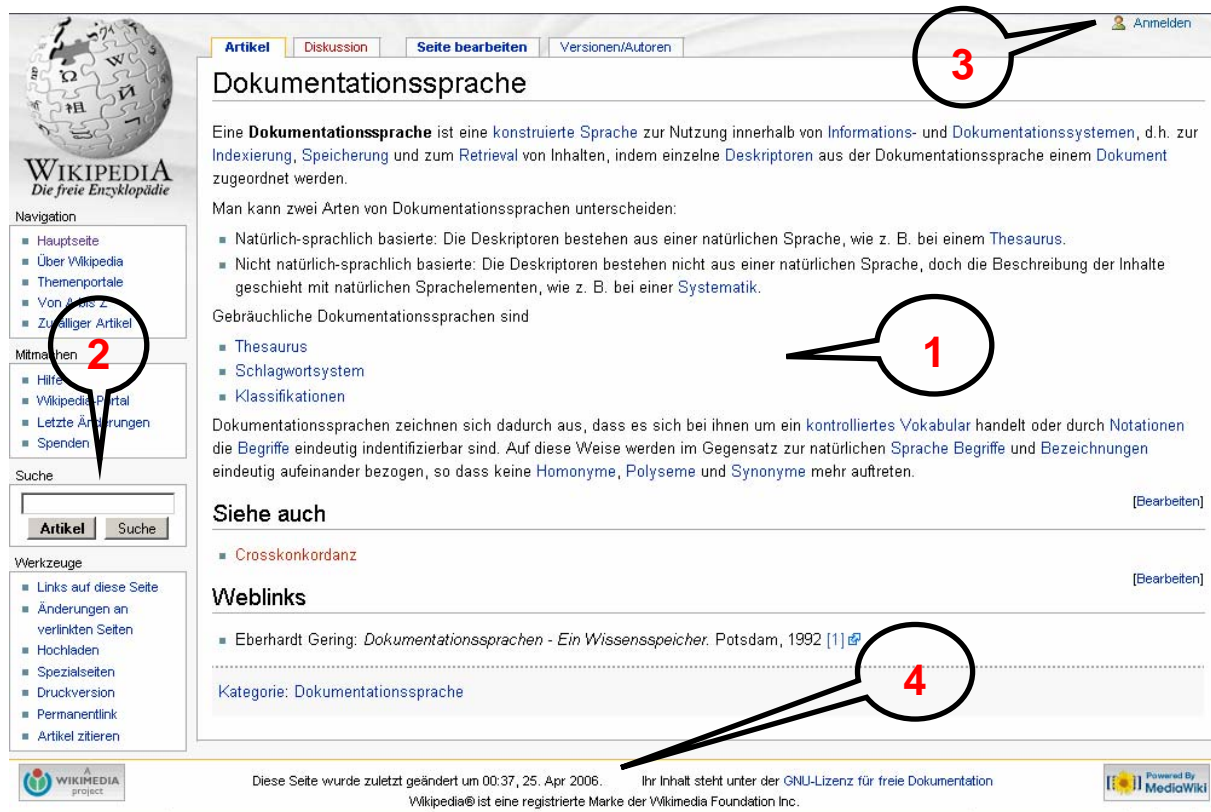 Anmelden
3
Artikel Diskussion Seite bearbeiten Versionen/Autoren
Dokumentationssprache
Eine Dokumentationssprache ist eine konstruierte Sprache zur Nutzung innerhalb von Informations- und Dokumentationssystemen, d.h. zur
Indexierung, Speicherung und zum Retrieval von Inhalten, indem einzelne Deskriptoren aus der Dokumentationssprache einem Dokument
zugeordnet werden.
Man kann zwei Arten von Dokumentationssprachen unterscheiden:
Natürlich-sprachlich basierte: Die Deskriptoren bestehen aus einer natürlichen Sprache, wie z. B. bei einem Thesaurus.
Nicht natürlich-sprachlich basierte: Die Deskriptoren bestehen nicht aus einer natürlichen Sprache, doch die Beschreibung der Inhalte
geschieht mit natürlichen Sprachelementen, wie z. B. bei einer Systematik.
Gebräuchliche Dokumentationssprachen sind
Thesaurus
Schlagwortsystem
Klassifikationen
1
Dokumentationssprachen zeichnen sich dadurch aus, dass es sich bei ihnen um ein kontrolliertes Vokabular handelt oder durch Notationen
die Begriffe eindeutig indentifizierbar sind. Auf diese Weise werden im Gegensatz zur natürlichen Sprache Begriffe und Bezeichnungen
eindeutig aufeinander bezogen, so dass keine Homonyme, Polyseme und Synonyme mehr auftreten.
Siehe auch
[Bearbeiten]
Crosskonkordanz
Weblinks
[Bearbeiten]
Eberhardt Gering: Dokumentationssprachen - Ein Wissensspeicher. Potsdam, 1992 [1]
Kategorie: Dokumentationssprache
4
WIKIPEDIA
Die freie Enzyklopädie
Navigation
Hauptseite
Über Wikipedia
Themenportale
Von A bis Z
Zufälliger Artikel
Mitmachen
2
Hilfe
Wikipedia-Portal
Letzte Änderungen
Spenden
Suche
Artikel Suche
Werkzeuge
Links auf diese Seite
Änderungen an
verlinkten Seiten
Hochladen
Spezialseiten
Druckversion
Permanentlink
Artikel zitieren
A
WIKIMEDIA
project
Diese Seite wurde zuletzt geändert um 00:37, 25. Apr 2006. Ihr Inhalt steht unter der GNU-Lizenz für freie Dokumentation
Wikipedia® ist eine registrierte Marke der Wikimedia Foundation Inc.
Powered By
MediaWiki